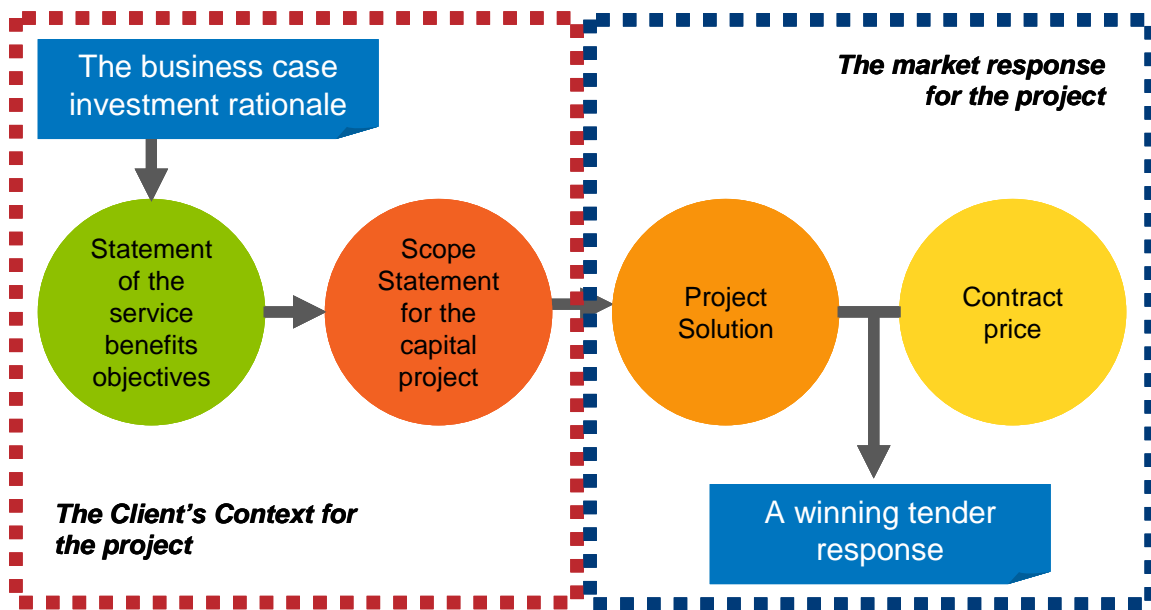 The business case
investment rationale
The market response
for the project
Statement
of the
service
benefits
objectives
Scope
Statement
for the
capital
project
Project
Solution
Contract
price
The Client’s Context for
the project
A winning tender
response